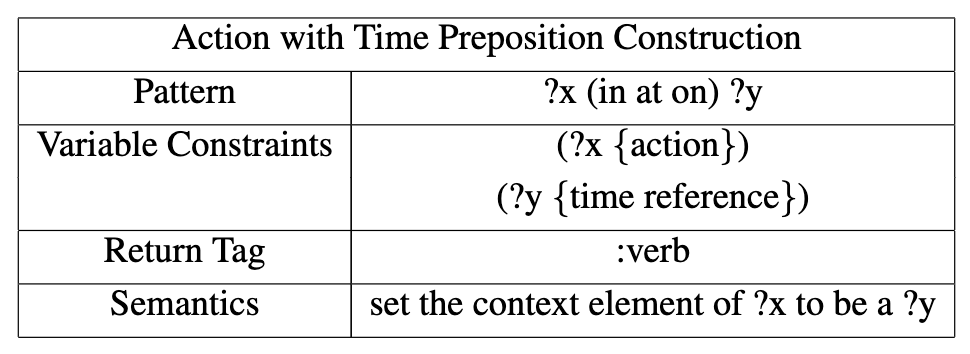 Action with Time Preposition Construction
Pattern ?x (in at on) ?y
Variable Constraints (?x {action})
(?y {time reference})
Return Tag :verb
Semantics set the context element of ?x to be a ?y